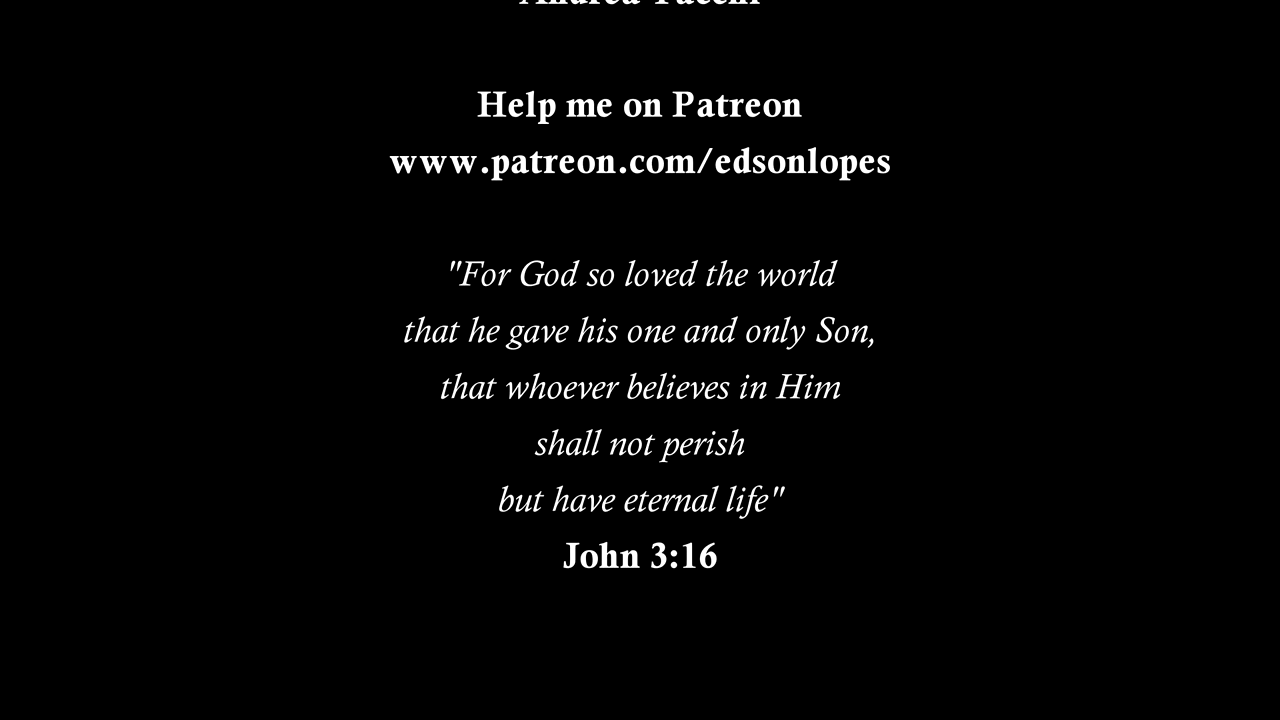 Help me on Patreon
www.patreon.com/edsonlopes
"For God so loved the world
that he gave his one and only Son,
that whoever believes in Him
shall not perish
but have eternal life"
John 3:16